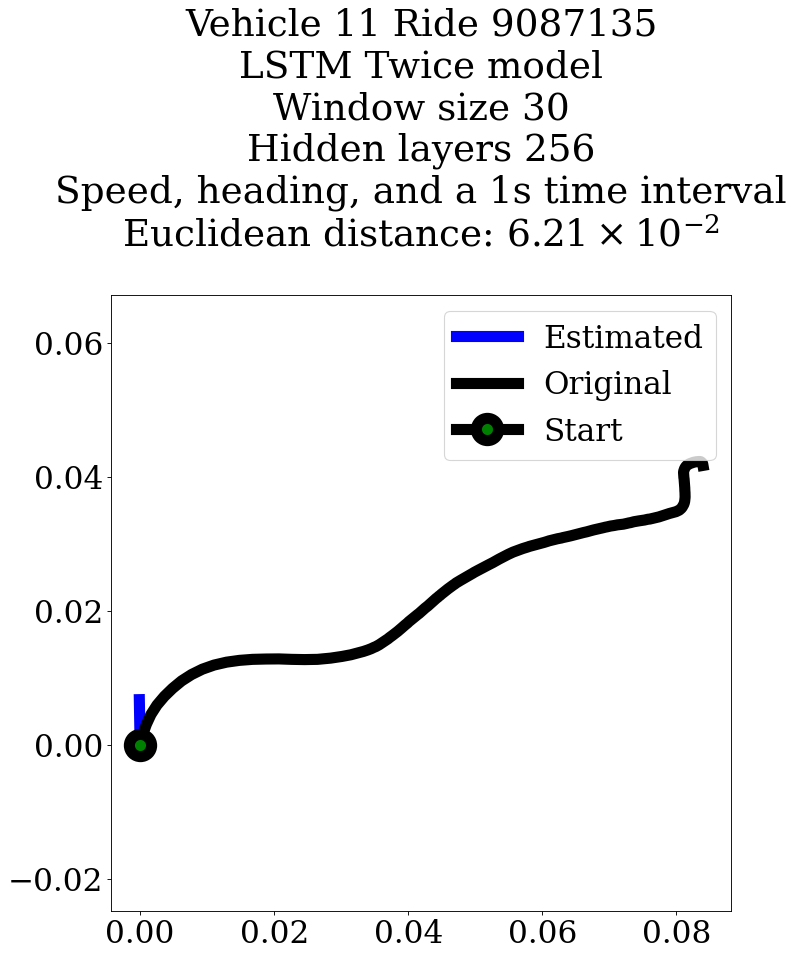 Vehicle 11 Ride 9087135
LSTM Twice model
Window size 30
Hidden layers 256
Speed, heading, and a 1s time interval
Euclidean distance: 6.21 × 10⁻²
Estimated
Original
Start
0.06
0.04
0.02
0.00
−0.02
0.00 0.02 0.04 0.06 0.08